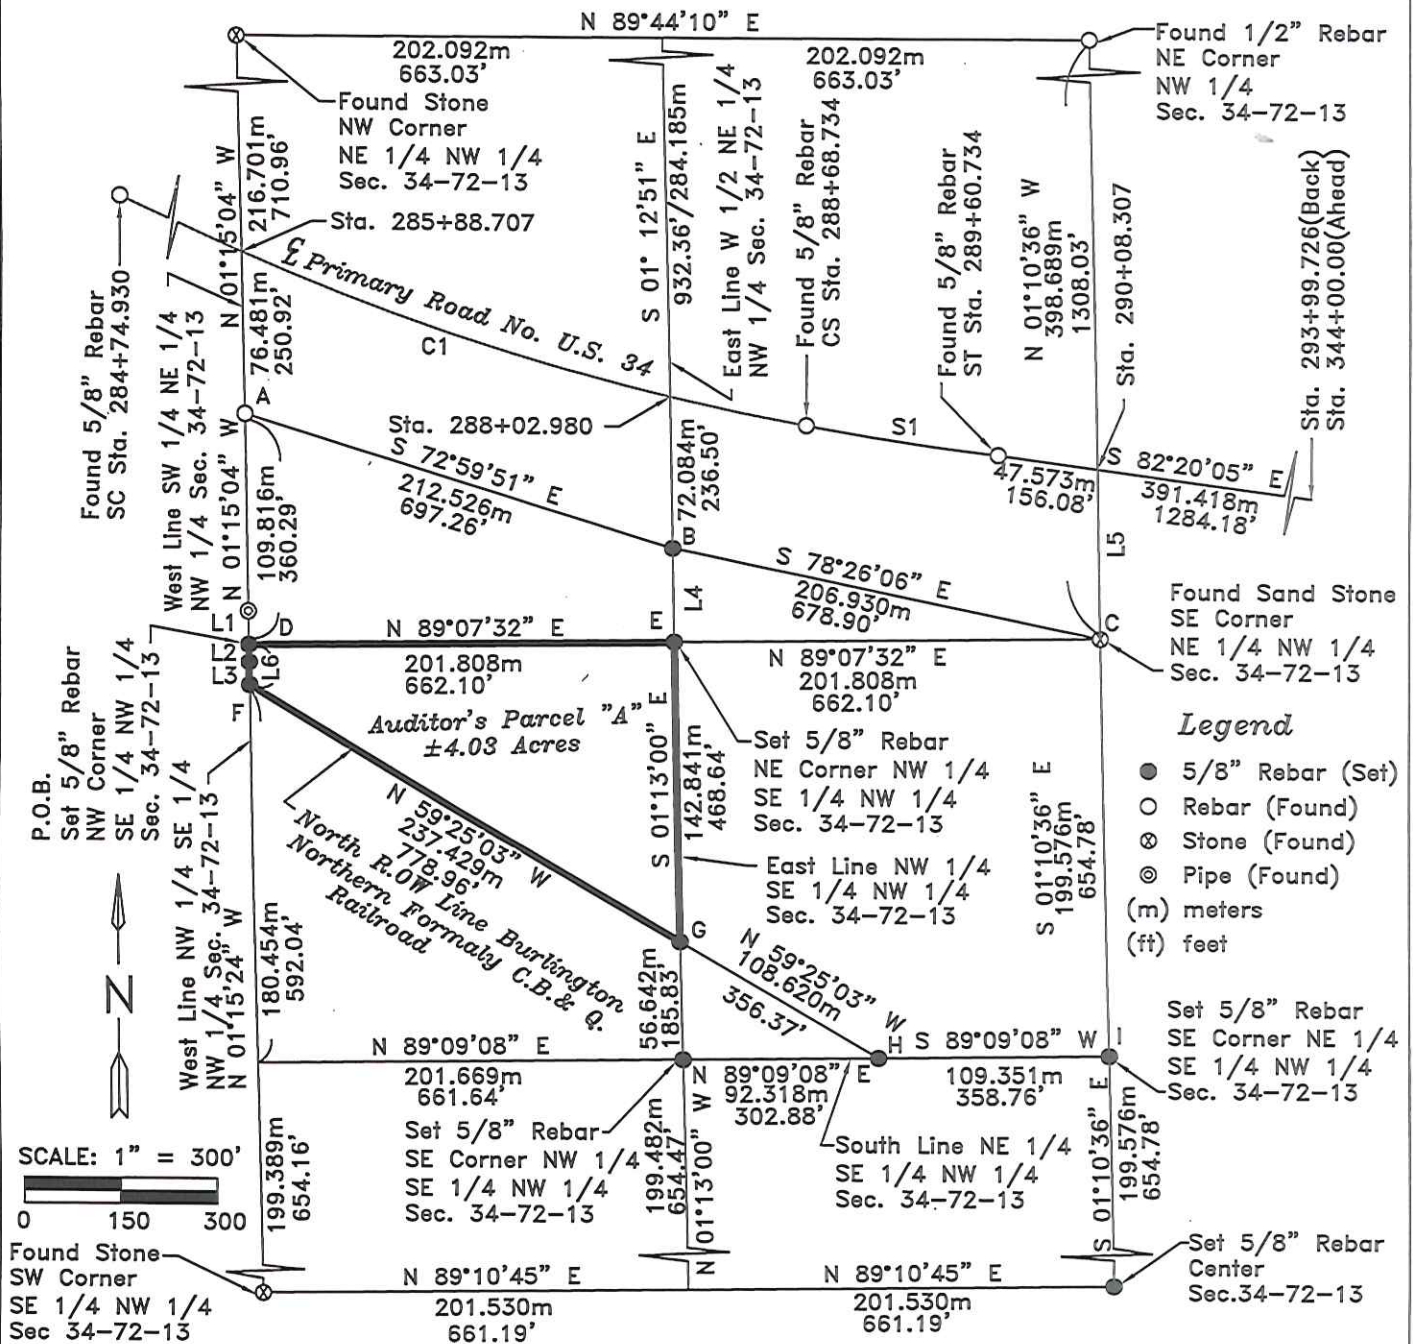 N 89°44'10" E
202.092m
663.03'
202.092m
663.03'
Found 1/2" Rebar
NE Corner
NW 1/4
Sec. 34-72-13
Found Stone
NW Corner
NE 1/4 NW 1/4
Sec. 34-72-13
N 01°15'04" W
216.701m
710.96'
S 01° 12'51" E
932.36'/284.185m
East Line W 1/2 NE 1/4
NW 1/4 Sec. 34-72-13
Found 5/8" Rebar
CS Sta. 288+68.734
Found 5/8" Rebar
ST Sta. 289+60.734
N 01°10'36" W
398.689m
1308.03'
Sta. 290+08.307
Sta. 293+99.726(Back)
Sta. 344+00.00(Ahead)
Sta. 285+88.707
℄ Primary Road No. U.S. 34
C1
Found 5/8" Rebar
SC Sta. 284+74.930
West Line SW 1/4 NE 1/4
NW 1/4 Sec. 34-72-13
76.481m
250.92'
A
Sta. 288+02.980
S1
S 72°59'51" E
212.526m
697.26'
72.084m
236.50'
47.573m
156.08'
S 82°20'05" E
391.418m
1284.18'
N 01°15'04" W
109.816m
360.29'
B
S 78°26'06" E
206.930m
678.90'
L5
L4
C
Found Sand Stone
SE Corner
NE 1/4 NW 1/4
Sec. 34-72-13
L1
D
N 89°07'32" E
201.808m
662.10'
E
N 89°07'32" E
201.808m
662.10'
L2
L3
L6
F
P.O.B.
Set 5/8" Rebar
NW Corner
SE 1/4 NW 1/4
Sec. 34-72-13
Auditor's Parcel "A"
±4.03 Acres
S 01°13'00" E
142.841m
468.64'
Set 5/8" Rebar
NE Corner NW 1/4
SE 1/4 NW 1/4
Sec. 34-72-13
Legend
5/8" Rebar (Set)
Rebar (Found)
Stone (Found)
Pipe (Found)
(m) meters
(ft) feet
N 59°25'03" W
237.429m
778.96'
North R.OW Line Burlington
Northern Formaly C.B.& Q.
Railroad
East Line NW 1/4
SE 1/4 NW 1/4
Sec. 34-72-13
S 01°10'36" E
199.576m
654.78'
West Line NW 1/4 SE 1/4
NW 1/4 Sec. 34-72-13
N 01°15'24" W
180.454m
592.04'
N
G
N 59°25'03" W
108.620m
356.37'
56.642m
185.83'
H
S 89°09'08" W
109.351m
358.76'
I
Set 5/8" Rebar
SE Corner NE 1/4
SE 1/4 NW 1/4
Sec. 34-72-13
N 89°09'08" E
201.669m
661.64'
N 89°09'08" E
92.318m
302.88'
Set 5/8" Rebar
SE Corner NW 1/4
SE 1/4 NW 1/4
Sec. 34-72-13
South Line NE 1/4
SE 1/4 NW 1/4
Sec. 34-72-13
SCALE: 1" = 300'
0 150 300
199.389m
654.16'
199.482m
654.47'
N 01°13'00" W
S 01°10'36" E
199.576m
654.78'
Found Stone
SW Corner
SE 1/4 NW 1/4
Sec 34-72-13
N 89°10'45" E
201.530m
661.19'
N 89°10'45" E
201.530m
661.19'
Set 5/8" Rebar
Center
Sec.34-72-13